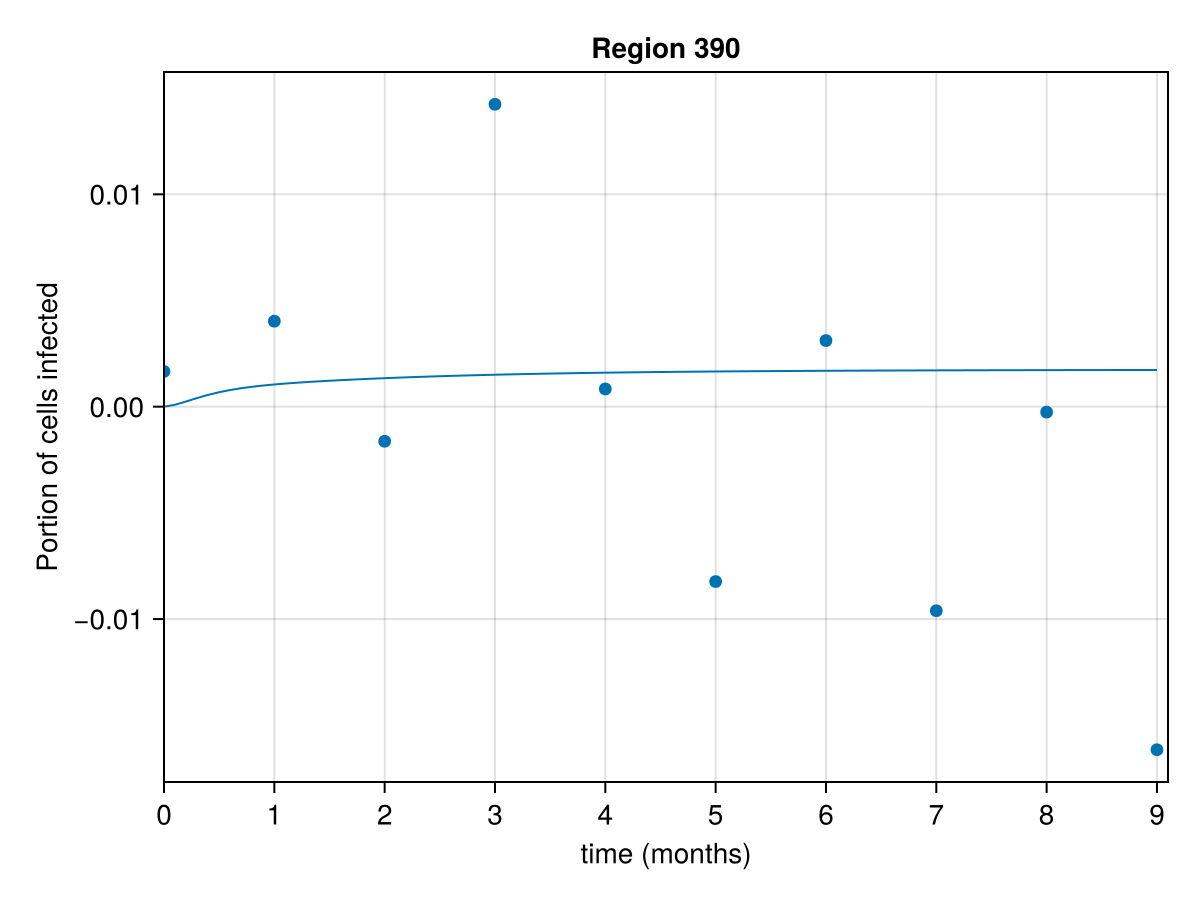 Region 390
Portion of cells infected
0.01
0.00
−0.01
0 1 2 3 4 5 6 7 8 9
time (months)